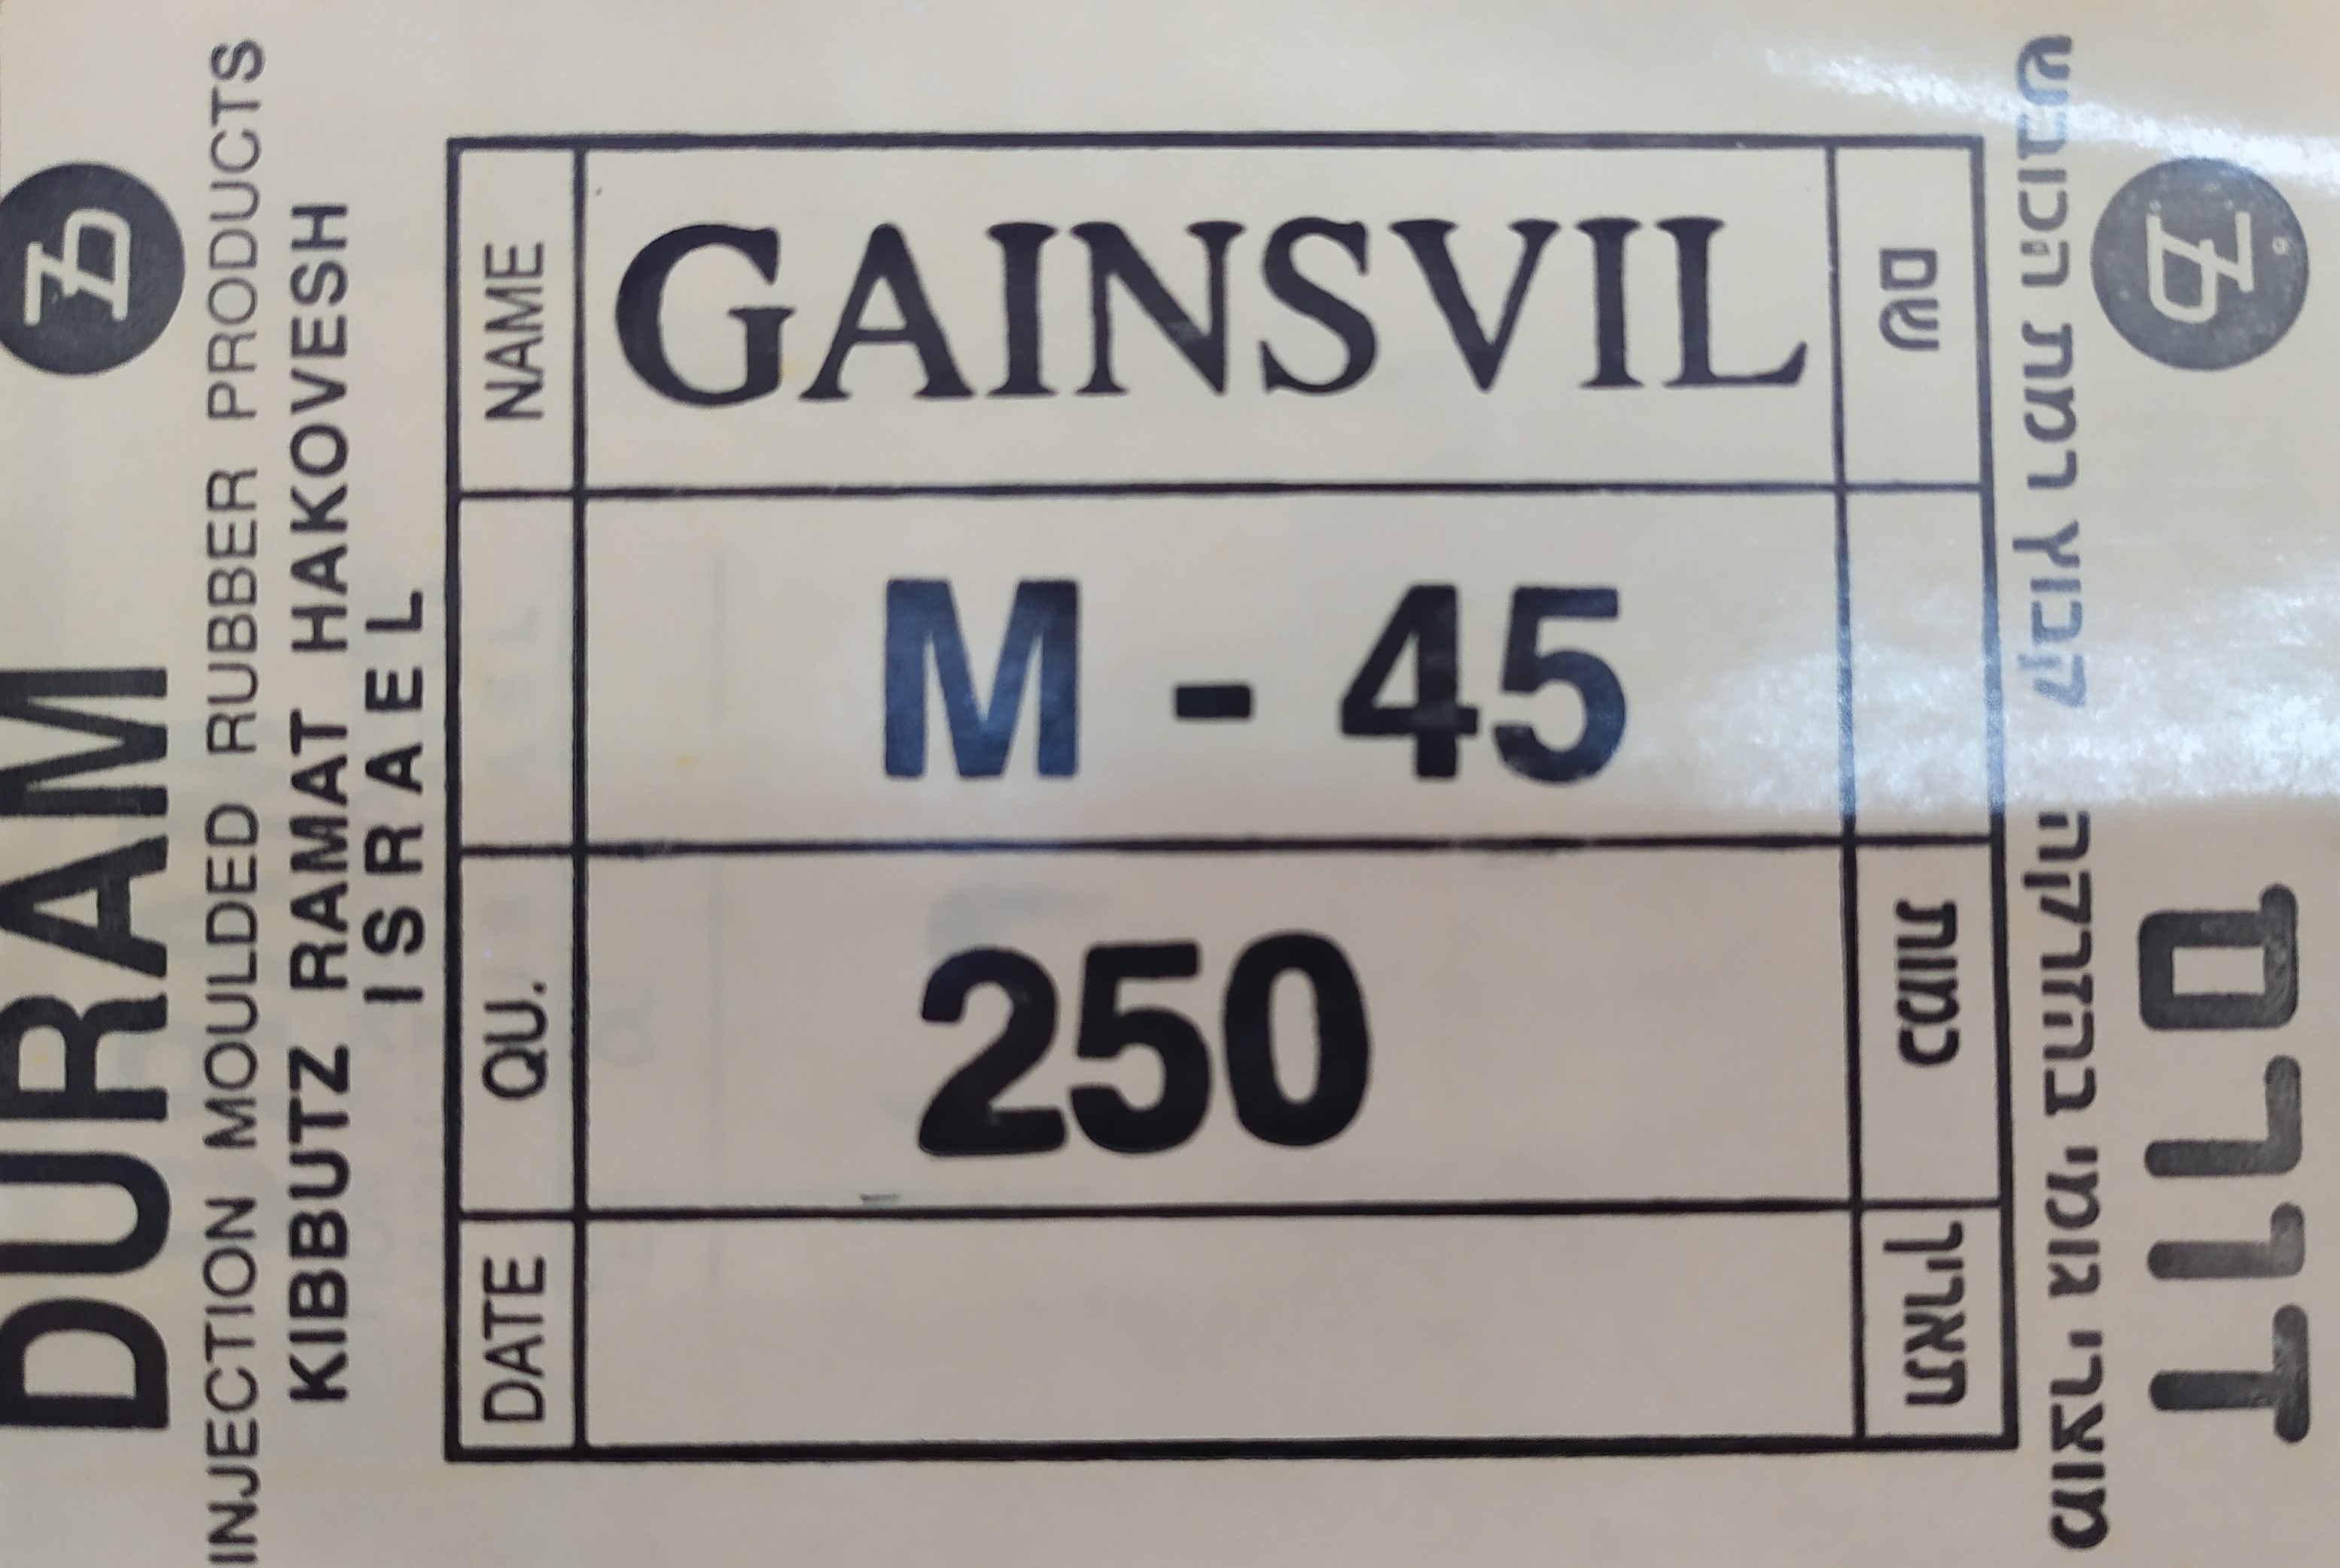 DURAM
INJECTION MOULDED RUBBER PRODUCTS
KIBBUTZ RAMAT HAKOVESH
ISRAEL
NAME GAINSVIL שם
M - 45
QU. 250 כמות
DATE תאריך
דורם
מוצרי גומי בהזרקה קבוץ רמת הכובש